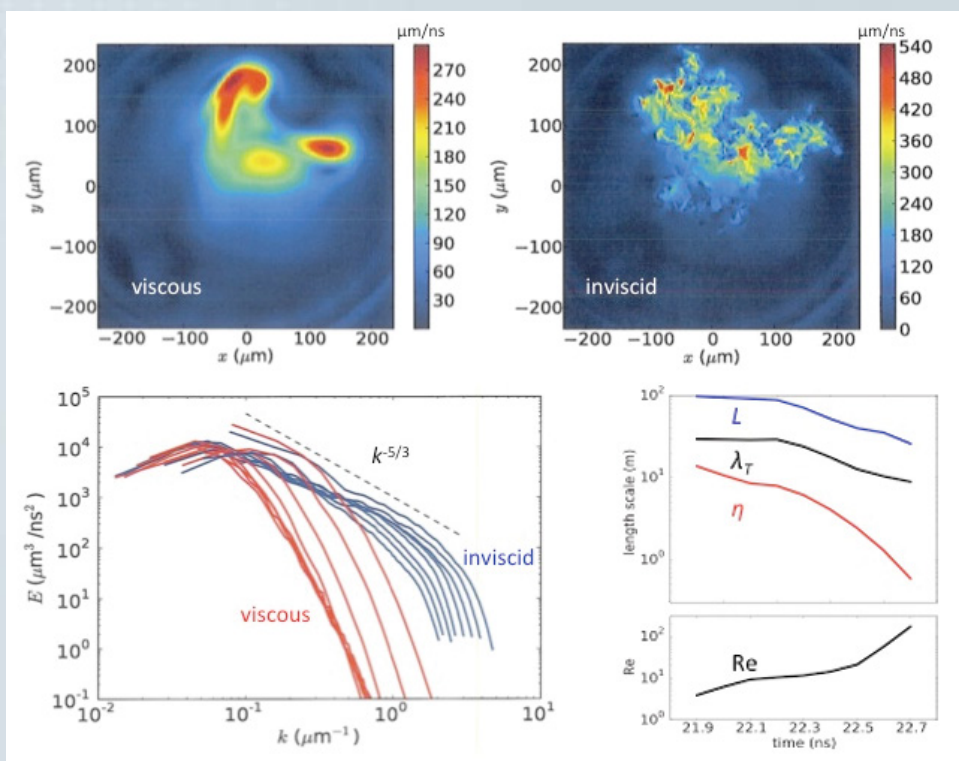 μm/ns
200
100
0
−100
−200
y (μm)
viscous
−200 −100 0 100 200
x (μm)
270
240
210
180
150
120
90
60
30
μm/ns
200
100
0
−100
−200
y (μm)
inviscid
−200 −100 0 100 200
x (μm)
540
480
420
360
300
240
180
120
60
0
10⁵
10⁴
10³
10²
10¹
10⁰
10⁻¹
E (μm³/ns²)
k⁻⁵/³
inviscid
viscous
10⁻² 10⁻¹ 10⁰ 10¹
k (μm⁻¹)
10²
10¹
10⁰
length scale (m)
L
λT
η
10²
10¹
10⁰
Re
Re
21.9 22.1 22.3 22.5 22.7
time (ns)